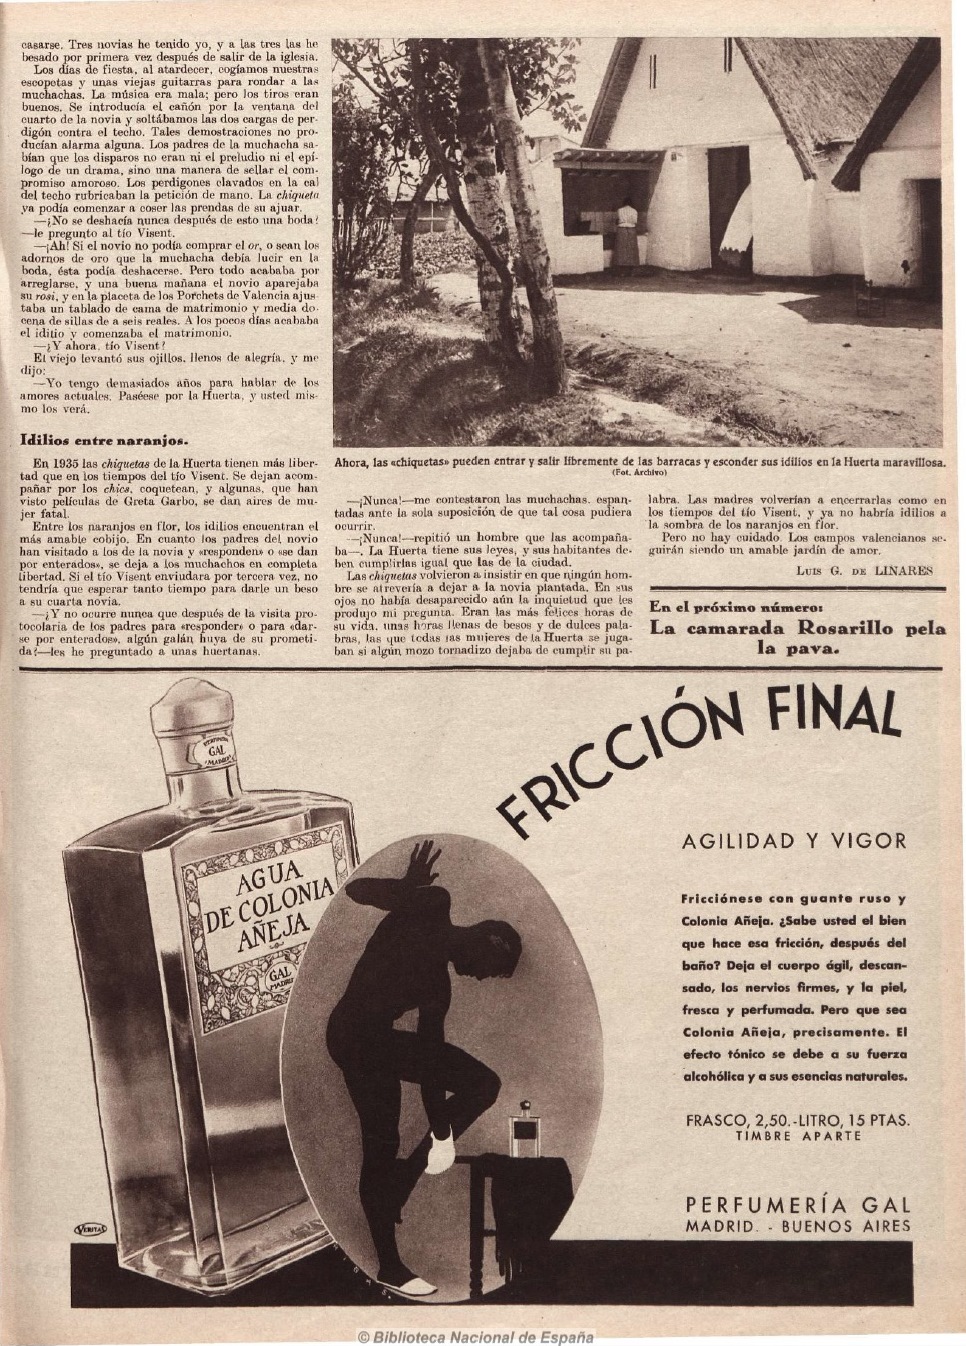 casarse. Tres novias he tenido yo, y a las tres las he
besado por primera vez después de salir de la iglesia.
Los días de fiesta, al atardecer, cogíamos nuestras
escopetas y unas viejas guitarras para rondar a las
muchachas. La música era mala; pero los tiros eran
buenos. Se introducía el cañón por la ventana del
cuarto de la novia y soltábamos las dos cargas de per-
digón contra el techo. Tales demostraciones no pro-
ducían alarma alguna. Los padres de la muchacha sa-
bían que los disparos no eran ni el preludio ni el epí-
logo de un drama, sino una manera de sellar el com-
promiso amoroso. Los perdigones clavados en la cal
del techo rubricaban la petición de mano. La chiqueta
ya podía comenzar a coser las prendas de su ajuar.
—¿No se deshacía nunca después de esto una boda?
—le pregunto al tío Visent.
—¡Ah! Si el novio no podía comprar el or, o sean los
adornos de oro que la muchacha debía lucir en la
boda, ésta podía deshacerse. Pero todo acababa por
arreglarse, y una buena mañana el novio aparejaba
su rosi, y en la placeta de los Porchets de Valencia ajus-
taba un tablado de cama de matrimonio y media do-
cena de sillas de a seis reales. A los pocos días acababa
el idilio y comenzaba el matrimonio.
—¿Y ahora, tío Visent?
El viejo levantó sus ojillos, llenos de alegría, y me
dijo:
—Yo tengo demasiados años para hablar de los
amores actuales. Paséese por la Huerta, y usted mis-
mo los verá.
Idilios entre naranjos.
En 1935 las chiquetas de la Huerta tienen más liber-
tad que en los tiempos del tío Visent. Se dejan acom-
pañar por los chics, coquetean, y algunas, que han
visto películas de Greta Garbo, se dan aires de mu-
jer fatal.
Entre los naranjos en flor, los idilios encuentran el
más amable cobijo. En cuanto los padres del novio
han visitado a los de la novia y «responden» o «se dan
por enterados», se deja a los muchachos en completa
libertad. Si el tío Visent enviudara por tercera vez, no
tendría que esperar tanto tiempo para darle un beso
a su cuarta novia.
—¿Y no ocurre nunca que después de la visita pro-
tocolaria de los padres para «responder» o para «dar-
se por enterados», algún galán huya de su prometi-
da?—les he preguntado a unas huertanas.
Ahora, las «chiquetas» pueden entrar y salir libremente de las barracas y esconder sus idilios en la Huerta maravillosa.
(Fot. Archivo)
—¡Nunca!—me contestaron las muchachas, espan-
tadas ante la sola suposición de que tal cosa pudiera
ocurrir.
—¡Nunca!—repitió un hombre que las acompaña-
ba—. La Huerta tiene sus leyes, y sus habitantes de-
ben cumplirlas igual que las de la ciudad.
Las chiquetas volvieron a insistir en que ningún hom-
bre se atrevería a dejar a la novia plantada. En sus
ojos no había desaparecido aún la inquietud que les
produjo mi pregunta. Eran las más felices horas de
su vida, unas horas llenas de besos y de dulces pala-
bras, las que todas las mujeres de la Huerta se juga-
ban si algún mozo tornadizo dejaba de cumplir su pa-
labra. Las madres volverían a encerrarlas como en
los tiempos del tío Visent, y ya no habría idilios a
la sombra de los naranjos en flor.
Pero no hay cuidado. Los campos valencianos se-
guirán siendo un amable jardín de amor.
Luis G. de LINARES
En el próximo número:
La camarada Rosarillo pela
la pava.
PERFUMERIA
GAL
MADRID
AGUA
DE COLONIA
AÑEJA
GAL
MADRID
FRICCIÓN FINAL
AGILIDAD Y VIGOR
Fricciónese con guante ruso y
Colonia Añeja. ¿Sabe usted el bien
que hace esa fricción, después del
baño? Deja el cuerpo ágil, descan-
sado, los nervios firmes, y la piel,
fresca y perfumada. Pero que sea
Colonia Añeja, precisamente. El
efecto tónico se debe a su fuerza
alcohólica y a sus esencias naturales.
FRASCO, 2,50.-LITRO, 15 PTAS.
TIMBRE APARTE
PERFUMERÍA GAL
MADRID. - BUENOS AIRES
VERITAS
© Biblioteca Nacional de España